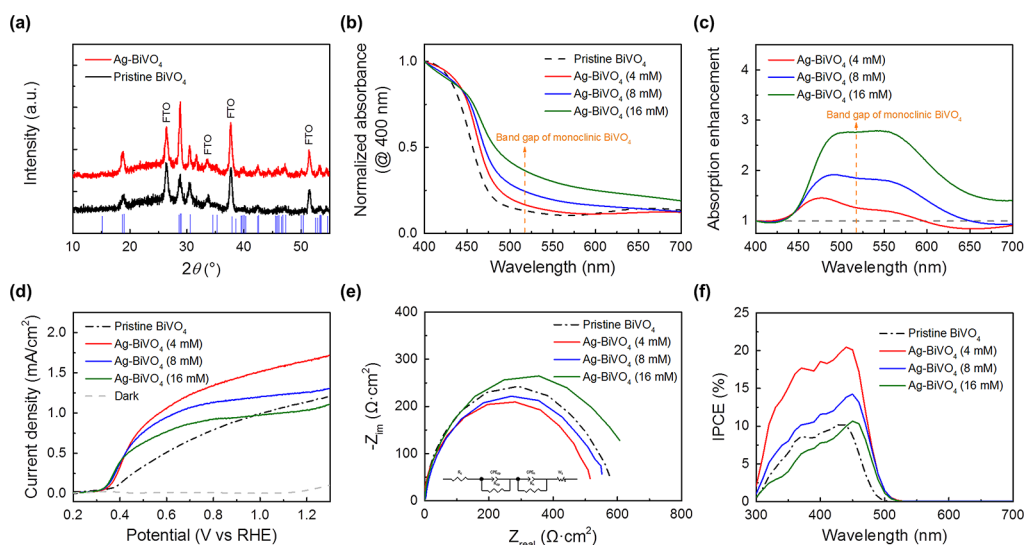 (a)
Ag-BiVO₄
Pristine BiVO₄
FTO
FTO
FTO
FTO
Intensity (a.u.)
10 20 30 40 50
2θ (°)
(b)
Pristine BiVO₄
Ag-BiVO₄ (4 mM)
Ag-BiVO₄ (8 mM)
Ag-BiVO₄ (16 mM)
Band gap of monoclinic BiVO₄
Normalized absorbance
(@ 400 nm)
1.0
0.5
0.0
400 450 500 550 600 650 700
Wavelength (nm)
(c)
Ag-BiVO₄ (4 mM)
Ag-BiVO₄ (8 mM)
Ag-BiVO₄ (16 mM)
Band gap of monoclinic BiVO₄
Absorption enhancement
4
3
2
1
400 450 500 550 600 650 700
Wavelength (nm)
(d)
Pristine BiVO₄
Ag-BiVO₄ (4 mM)
Ag-BiVO₄ (8 mM)
Ag-BiVO₄ (16 mM)
Dark
Current density (mA/cm²)
2.0
1.6
1.2
0.8
0.4
0.0
0.2 0.4 0.6 0.8 1.0 1.2
Potential (V vs RHE)
(e)
Pristine BiVO₄
Ag-BiVO₄ (4 mM)
Ag-BiVO₄ (8 mM)
Ag-BiVO₄ (16 mM)
-Zᵢₘ (Ω·cm²)
400
300
200
100
0
0 200 400 600 800
Z_real (Ω·cm²)
(f)
Pristine BiVO₄
Ag-BiVO₄ (4 mM)
Ag-BiVO₄ (8 mM)
Ag-BiVO₄ (16 mM)
IPCE (%)
25
20
15
10
5
0
300 400 500 600 700
Wavelength (nm)